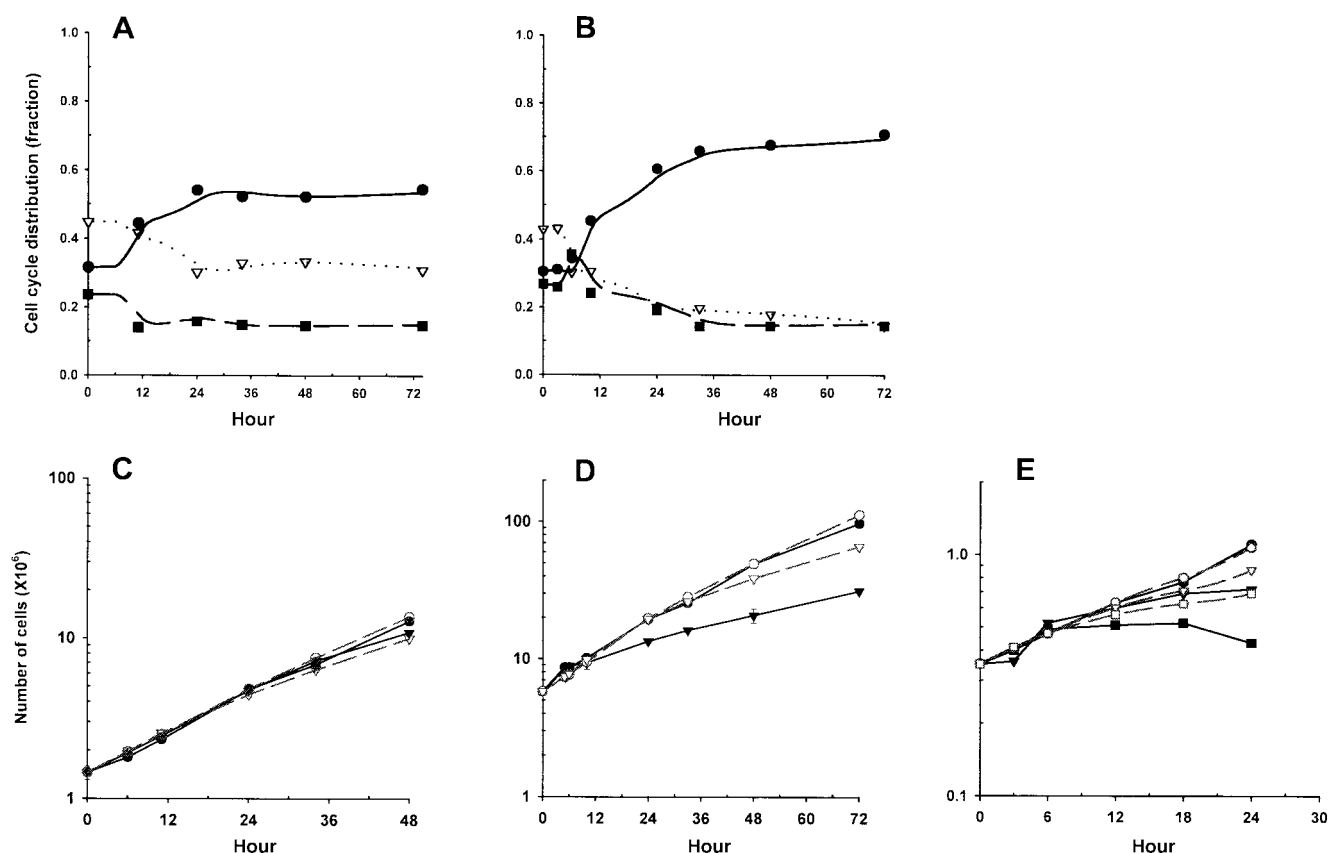 A
B
Cell cycle distribution (fraction)
1.0
0.8
0.6
0.4
0.2
0.0
0 12 24 36 48 60 72
Hour
1.0
0.8
0.6
0.4
0.2
0.0
0 12 24 36 48 60 72
Hour
C
D
E
Number of cells (X10⁶)
100
10
1
0 12 24 36 48
Hour
100
10
1
0 12 24 36 48 60 72
Hour
1.0
0.1
0 6 12 18 24 30
Hour